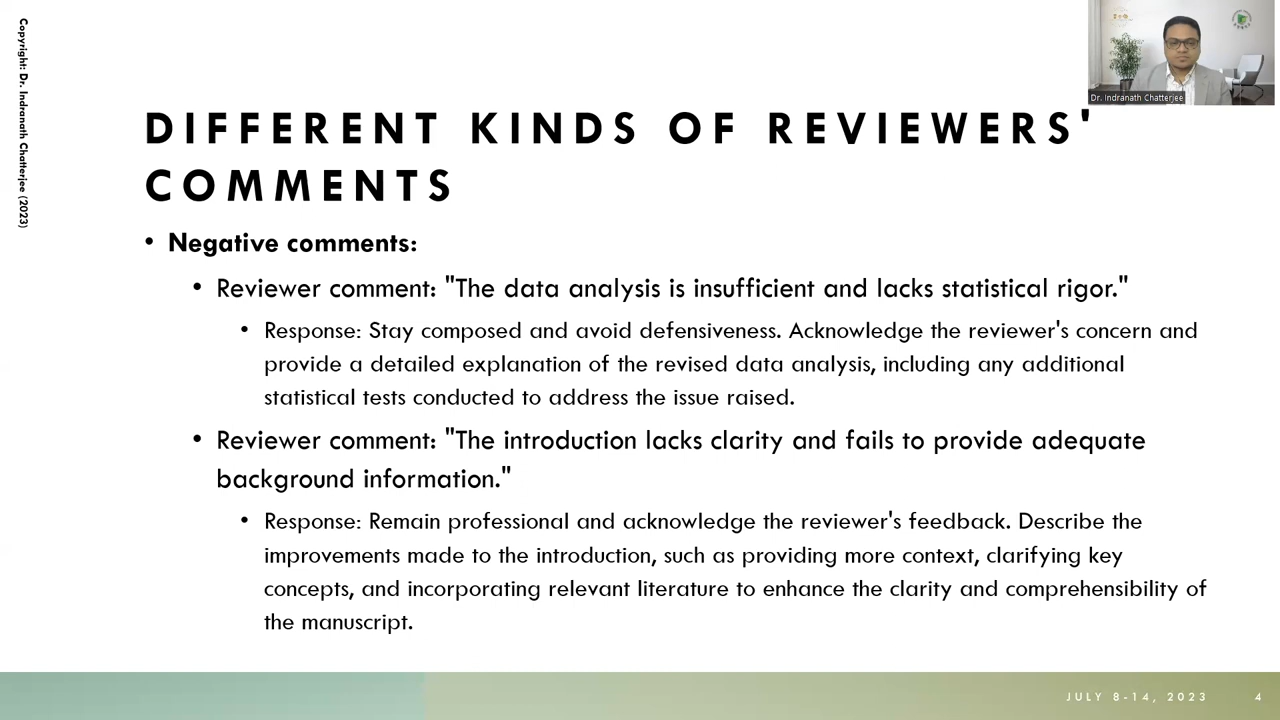 Copyright: Dr. Indranath Chatterjee (2023)
Dr. Indranath Chatterjee
DIFFERENT KINDS OF REVIEWERS'
COMMENTS
• Negative comments:
• Reviewer comment: "The data analysis is insufficient and lacks statistical rigor."
• Response: Stay composed and avoid defensiveness. Acknowledge the reviewer's concern and
provide a detailed explanation of the revised data analysis, including any additional
statistical tests conducted to address the issue raised.
• Reviewer comment: "The introduction lacks clarity and fails to provide adequate
background information."
• Response: Remain professional and acknowledge the reviewer's feedback. Describe the
improvements made to the introduction, such as providing more context, clarifying key
concepts, and incorporating relevant literature to enhance the clarity and comprehensibility of
the manuscript.
JULY 8-14, 2023
4